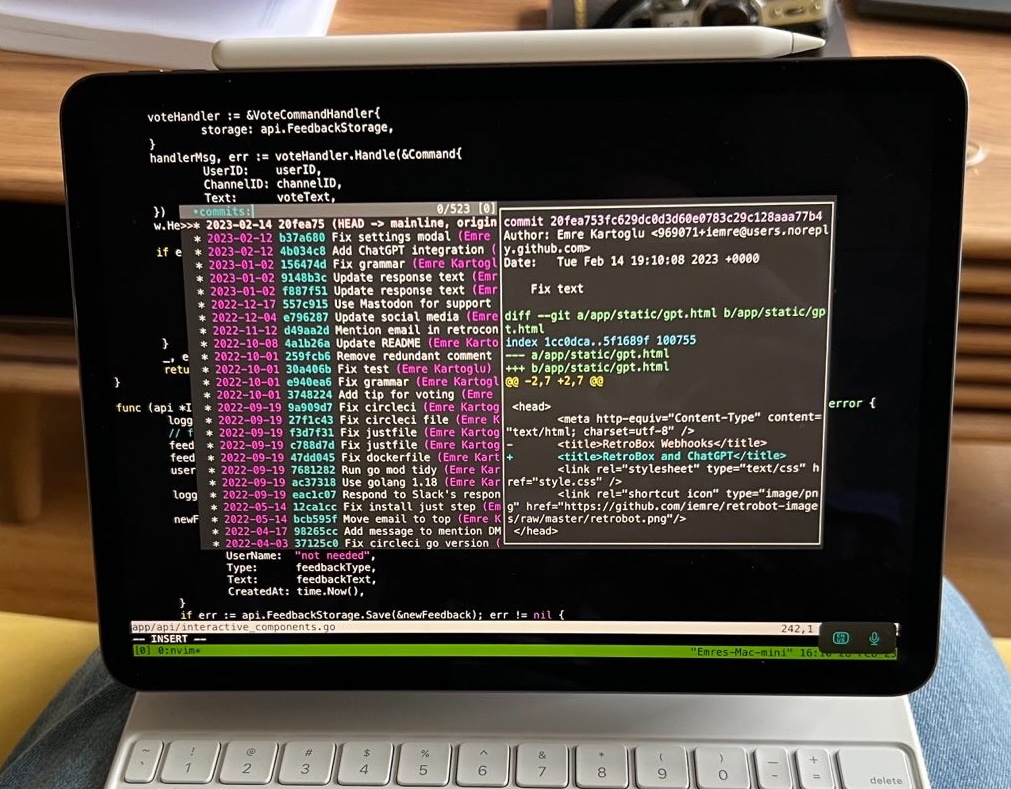 voteHandler := &VoteCommandHandler{
storage: api.FeedbackStorage,
}
handlerMsg, err := voteHandler.Handle(&Command{
UserID: userID,
ChannelID: channelID,
Text: voteText,
})
w.He
if e
}
_, e
retu
}
func (api *I
logg
// f
feed
feed
user
logg
newF
error {
commits: 0/523 [0]
>>* 2023-02-14 20fea75 (HEAD -> mainline, origin
* 2023-02-12 b37a680 Fix settings modal (Emre
* 2023-02-12 4b034c8 Add ChatGPT integration (
* 2023-01-02 156474d Fix grammar (Emre Kartogl
* 2023-01-02 9148b3c Update response text (Emr
* 2023-01-02 f887f51 Update response text (Emr
* 2022-12-17 557c915 Use Mastodon for support
* 2022-12-04 e796287 Update social media (Emre
* 2022-11-12 d49aa2d Mention email in retrocon
* 2022-10-08 4a1b26a Update README (Emre Karto
* 2022-10-01 259fcb6 Remove redundant comment
* 2022-10-01 30a406b Fix test (Emre Kartoglu)
* 2022-10-01 e940ea6 Fix grammar (Emre Kartogl
* 2022-10-01 3748224 Add tip for voting (Emre
* 2022-09-19 9a909d7 Fix circleci (Emre Kartog
* 2022-09-19 27f1c43 Fix circleci file (Emre K
* 2022-09-19 f3d7f31 Fix justfile (Emre Kartog
* 2022-09-19 c788d7d Fix justfile (Emre Kartog
* 2022-09-19 47dd045 Fix dockerfile (Emre Kart
* 2022-09-19 7681282 Run go mod tidy (Emre Kar
* 2022-09-19 ac37318 Use golang 1.18 (Emre Kar
* 2022-09-19 eac1c07 Respond to Slack's respon
* 2022-05-14 12ca1cc Fix install just step (Em
* 2022-05-14 bcb595f Move email to top (Emre K
* 2022-04-17 98265cc Add message to mention DM
* 2022-04-03 37125c0 Fix circleci go version (
commit 20fea753fc629dc0d3d60e0783c29c128aaa77b4
Author: Emre Kartoglu <969071+iemre@users.norepl
y.github.com>
Date: Tue Feb 14 19:10:08 2023 +0000
Fix text
diff --git a/app/static/gpt.html b/app/static/gp
t.html
index 1cc0dca..5f1689f 100755
--- a/app/static/gpt.html
+++ b/app/static/gpt.html
@@ -2,7 +2,7 @@
<head>
<meta http-equiv="Content-Type" content=
"text/html; charset=utf-8" />
- <title>RetroBox Webhooks</title>
+ <title>RetroBox and ChatGPT</title>
<link rel="stylesheet" type="text/css" h
ref="style.css" />
<link rel="shortcut icon" type="image/pn
g" href="https://github.com/iemre/retrobot-image
s/raw/master/retrobot.png"/>
</head>
UserName: "not needed",
Type: feedbackType,
Text: feedbackText,
CreatedAt: time.Now(),
}
if err := api.FeedbackStorage.Save(&newFeedback); err != nil {
app/api/interactive_components.go 242,1
-- INSERT --
[0] 0:nvim* "Emres-Mac-mini"
~ ! @ # $ % ^ & * ( ) _ +
` 1 2 3 4 5 6 7 8 9 0 - = delete